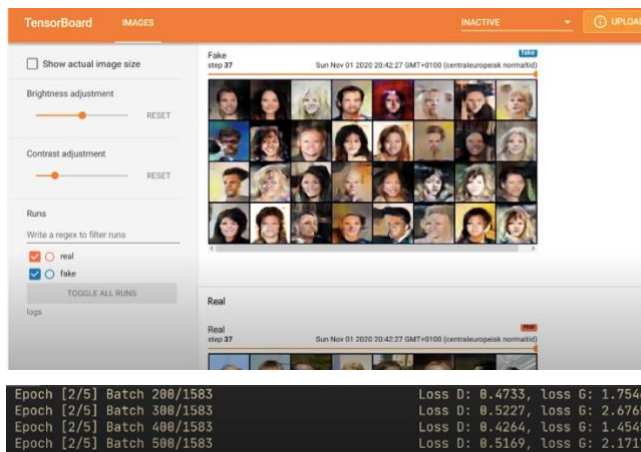 TensorBoard IMAGES INACTIVE UPLOAD
Show actual image size
Brightness adjustment
RESET
Contrast adjustment
RESET
Runs
Write a regex to filter runs
real
fake
TOGGLE ALL RUNS
logs
Fake fake
step 37 Sun Nov 01 2020 20:42:27 GMT+0100 (centraleuropeisk normaltid)
Real
Real real
step 37 Sun Nov 01 2020 20:42:27 GMT+0100 (centraleuropeisk normaltid)
Epoch [2/5] Batch 200/1583 Loss D: 0.4733, loss G: 1.754
Epoch [2/5] Batch 300/1583 Loss D: 0.5227, loss G: 2.676
Epoch [2/5] Batch 400/1583 Loss D: 0.4264, loss G: 1.454
Epoch [2/5] Batch 500/1583 Loss D: 0.5169, loss G: 2.171